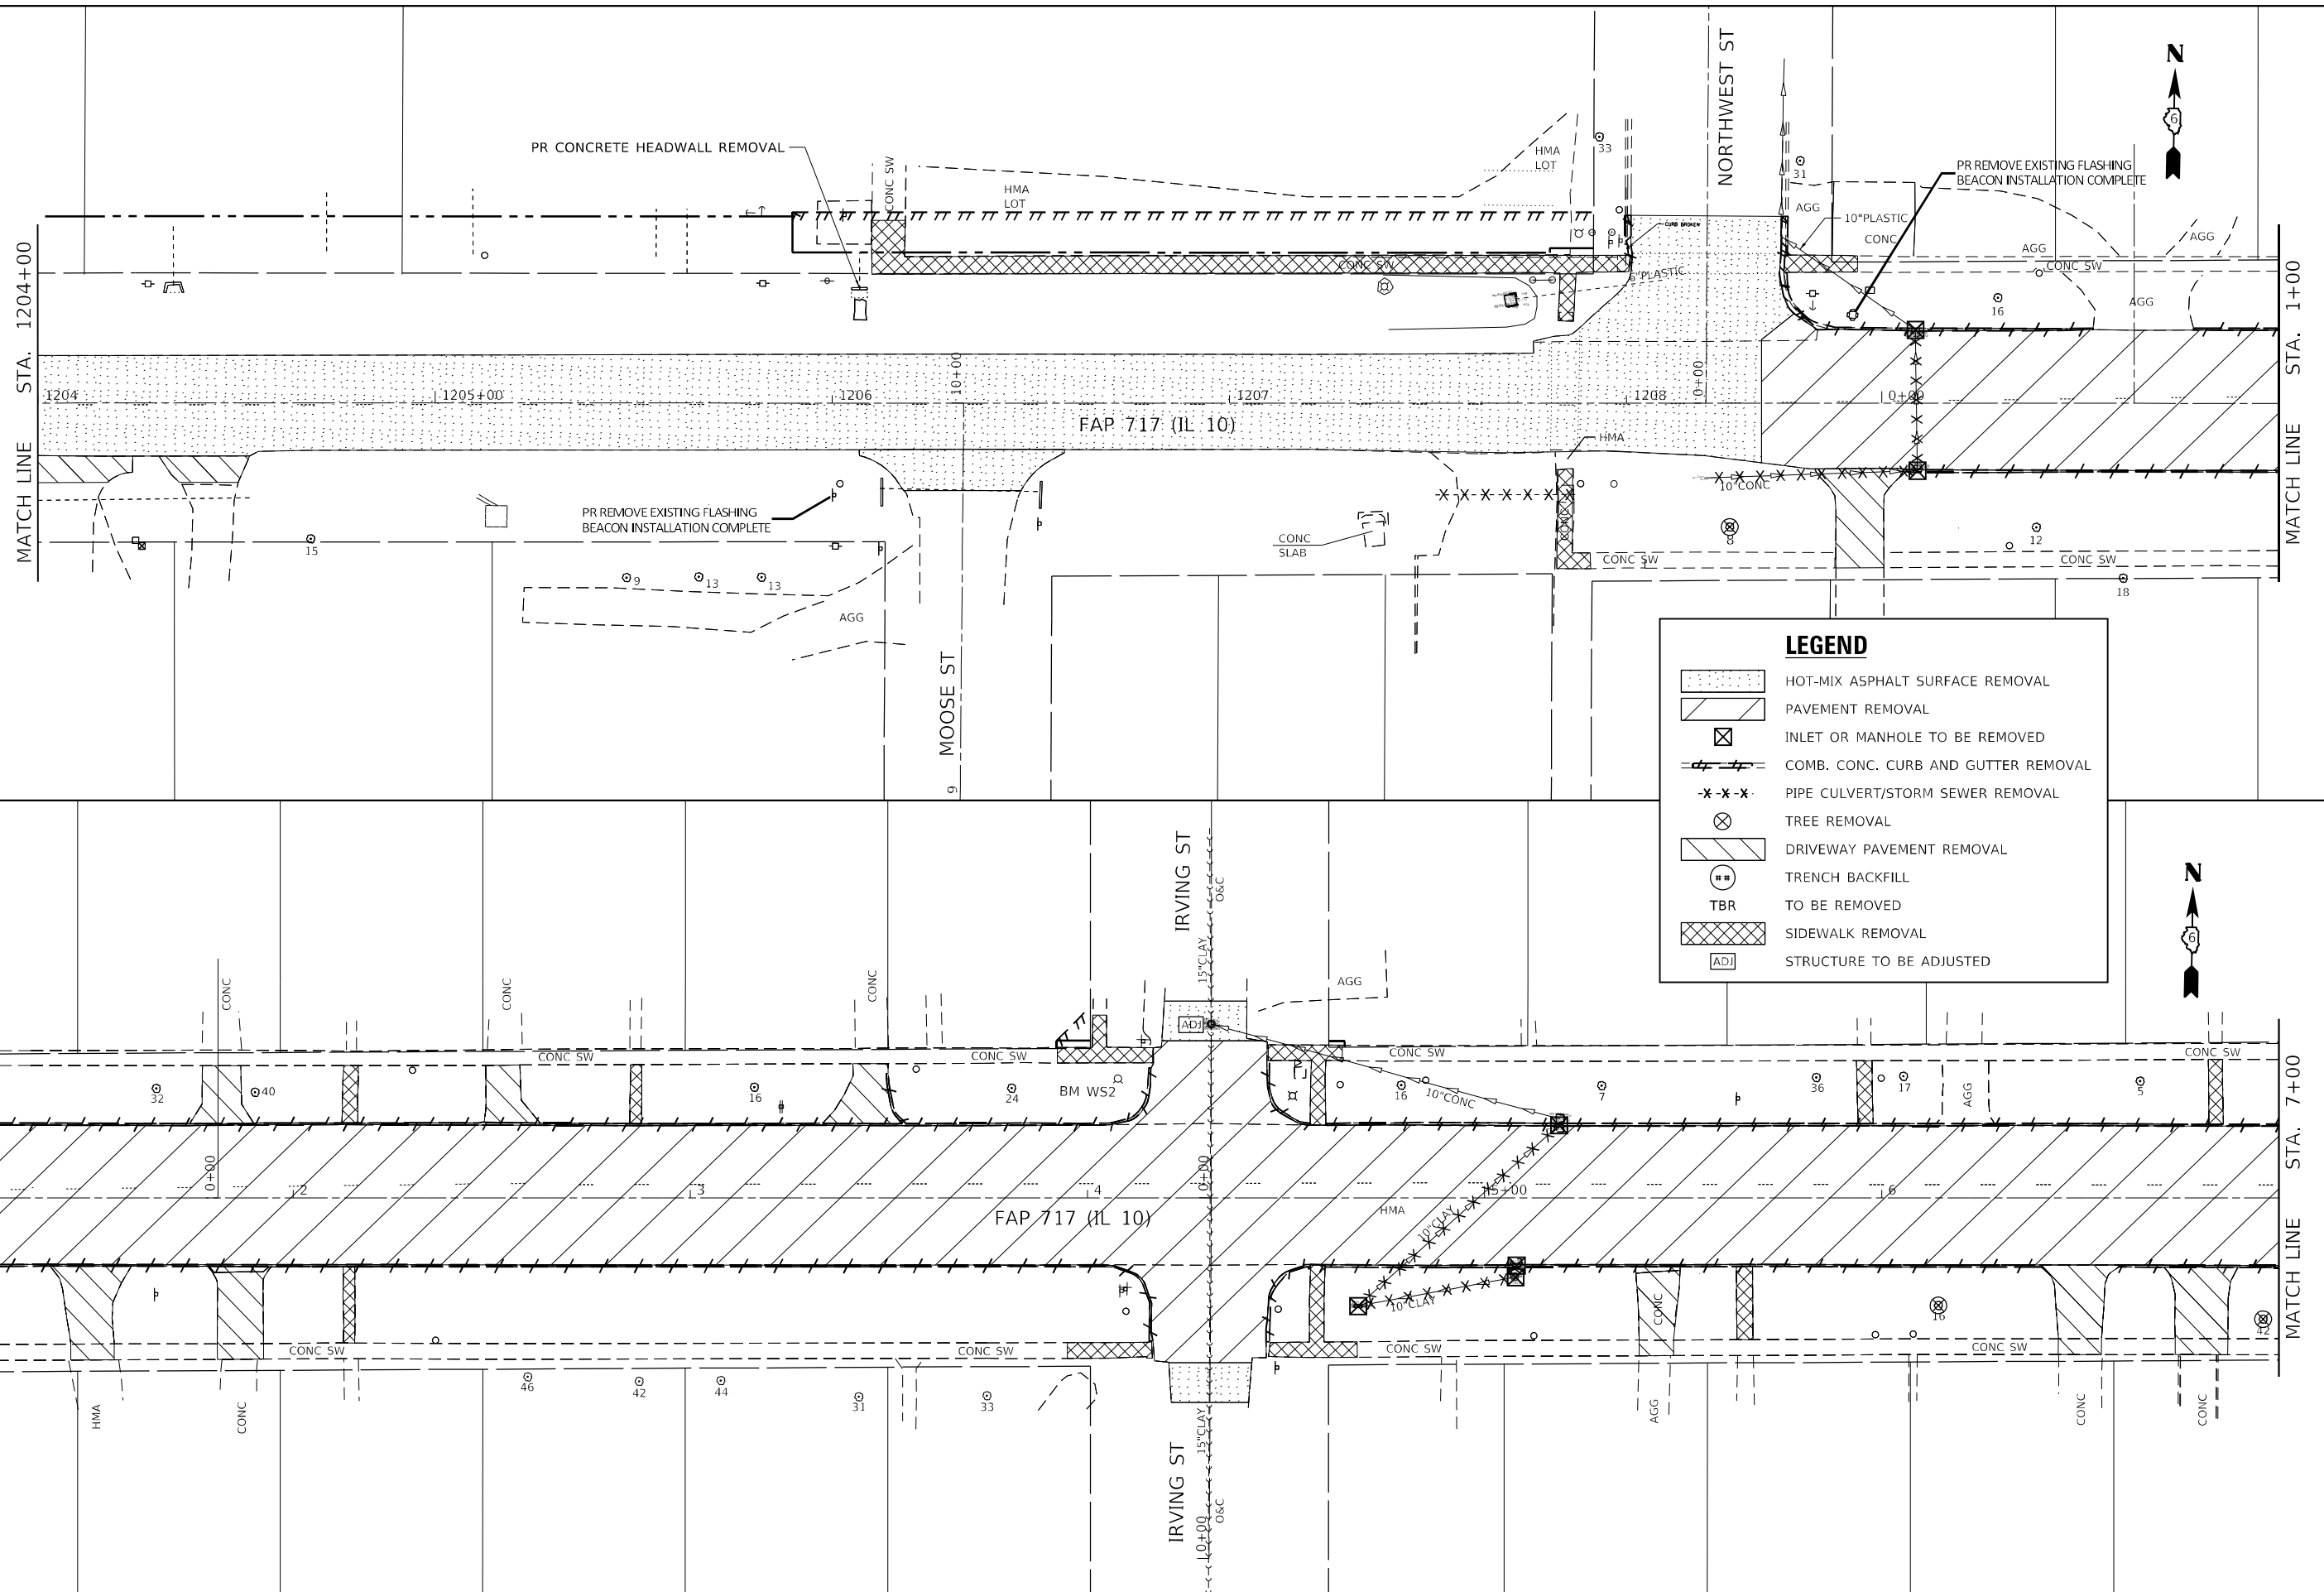 NORTHWEST ST
N
6
PR CONCRETE HEADWALL REMOVAL
CONC SW
HMA
LOT
HMA
LOT
33
31
PR REMOVE EXISTING FLASHING
BEACON INSTALLATION COMPLETE
AGG
10"PLASTIC
CONC
AGG
AGG
CURB BROKEN
CONC SW
6"PLASTIC
CONC SW
16
AGG
MATCH LINE STA. 1204+00
MATCH LINE STA. 1+00
1204
1205+00
1206
10+00
1207
1208
0+00
0+00
FAP 717 (IL 10)
HMA
10"CONC
PR REMOVE EXISTING FLASHING
BEACON INSTALLATION COMPLETE
15
9
13
13
AGG
CONC
SLAB
8
12
CONC SW
CONC SW
18
MOOSE ST
9
LEGEND
HOT-MIX ASPHALT SURFACE REMOVAL
PAVEMENT REMOVAL
INLET OR MANHOLE TO BE REMOVED
COMB. CONC. CURB AND GUTTER REMOVAL
-X-X-X- PIPE CULVERT/STORM SEWER REMOVAL
TREE REMOVAL
DRIVEWAY PAVEMENT REMOVAL
## TRENCH BACKFILL
TBR TO BE REMOVED
SIDEWALK REMOVAL
ADJ STRUCTURE TO BE ADJUSTED
N
6
IRVING ST
O&C
15"CLAY
CONC
CONC
CONC
AGG
ADJ
CONC SW
CONC SW
CONC SW
CONC SW
32
40
16
24
BM WS2
16
10"CONC
7
36
17
AGG
5
0+00
2
3
4
0+00
5+00
6
FAP 717 (IL 10)
HMA
10"CLAY
10"CLAY
MATCH LINE STA. 7+00
CONC
16
42
CONC SW
CONC SW
CONC SW
CONC SW
46
42
44
31
33
HMA
CONC
AGG
CONC
CONC
15"CLAY
IRVING ST
O&C
10+00